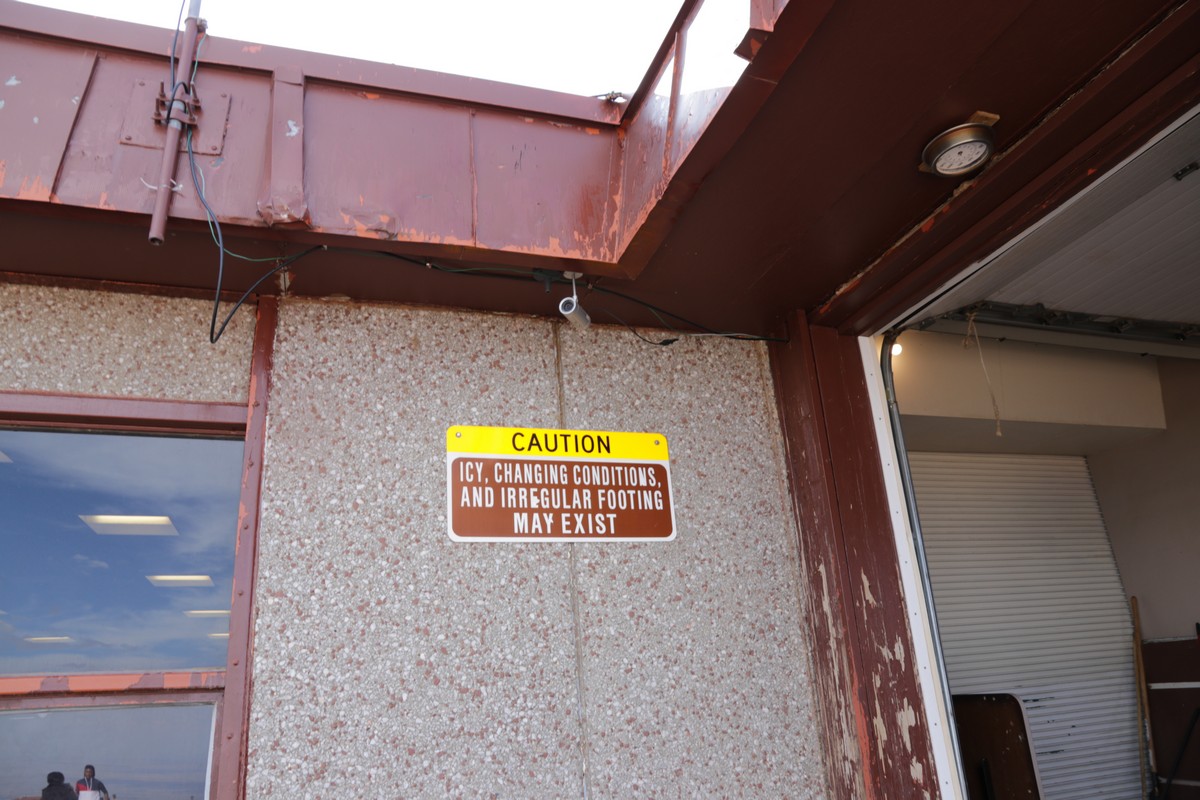 CAUTION
ICY, CHANGING CONDITIONS,
AND IRREGULAR FOOTING
MAY EXIST